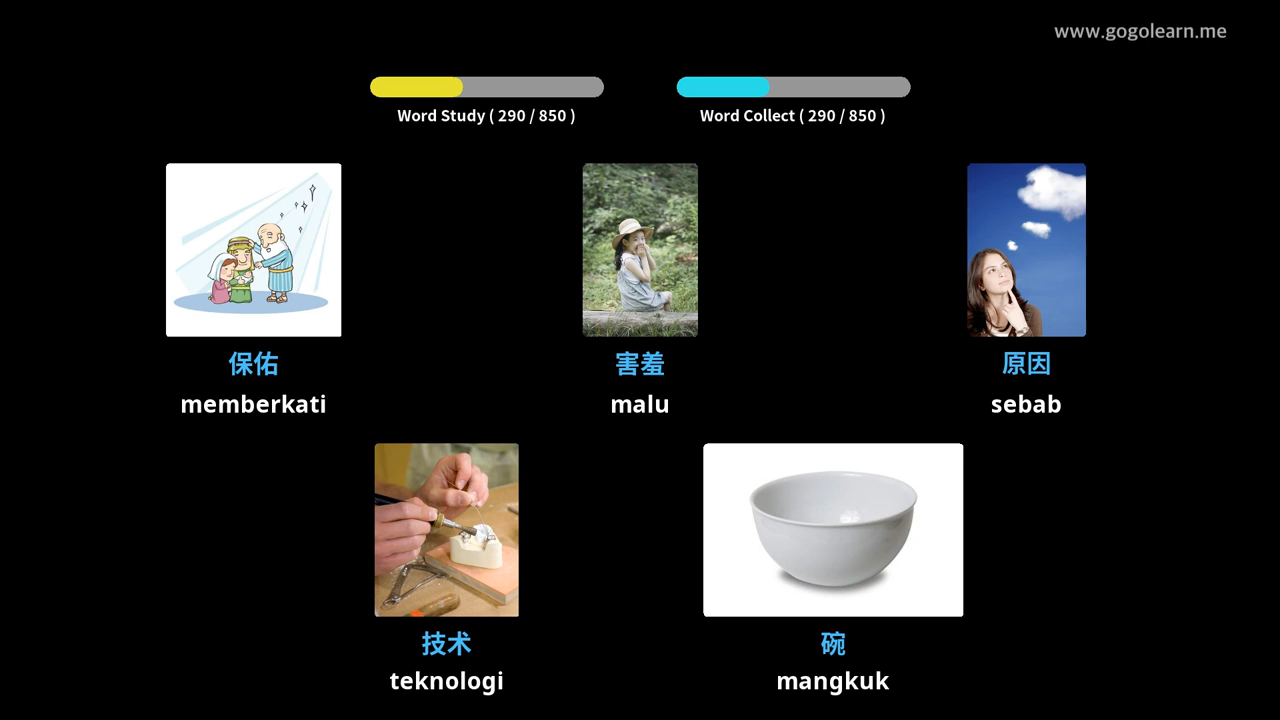 www.gogolearn.me
Word Study ( 290 / 850 )
Word Collect ( 290 / 850 )
保佑
memberkati
害羞
malu
原因
sebab
技术
teknologi
碗
mangkuk